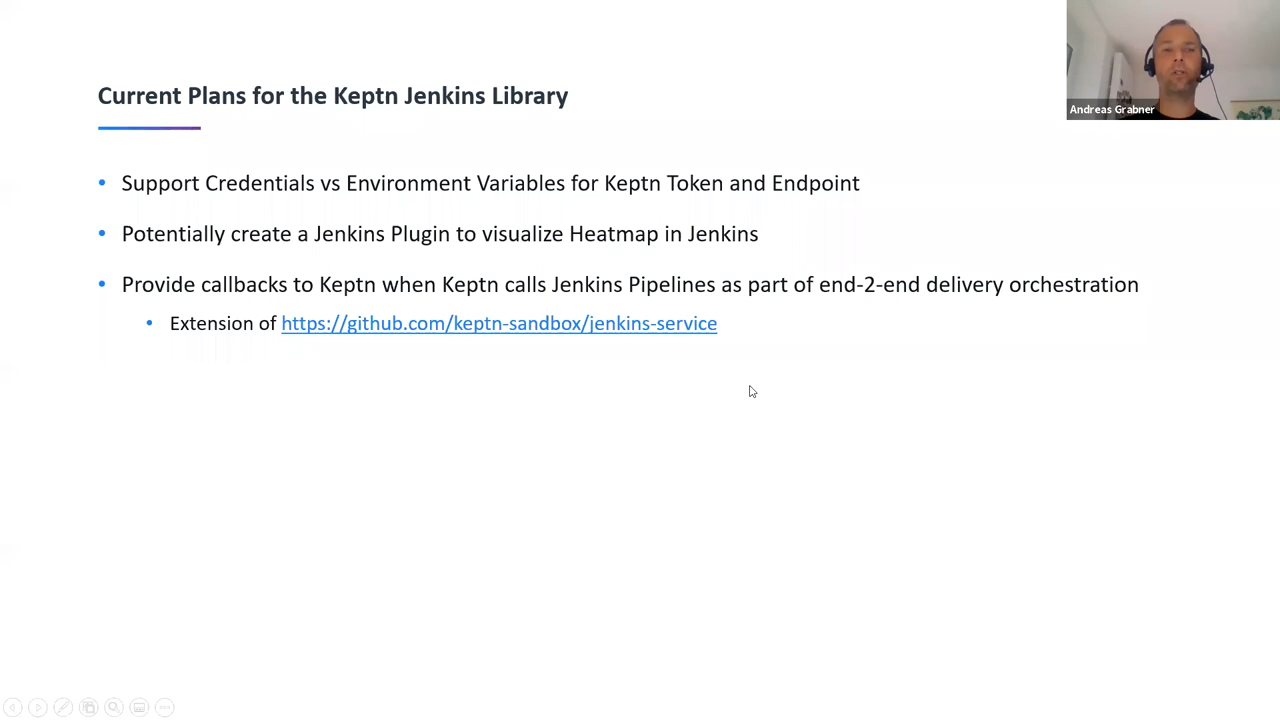 Current Plans for the Keptn Jenkins Library
Andreas Grabner
Support Credentials vs Environment Variables for Keptn Token and Endpoint
Potentially create a Jenkins Plugin to visualize Heatmap in Jenkins
Provide callbacks to Keptn when Keptn calls Jenkins Pipelines as part of end-2-end delivery orchestration
Extension of https://github.com/keptn-sandbox/jenkins-service